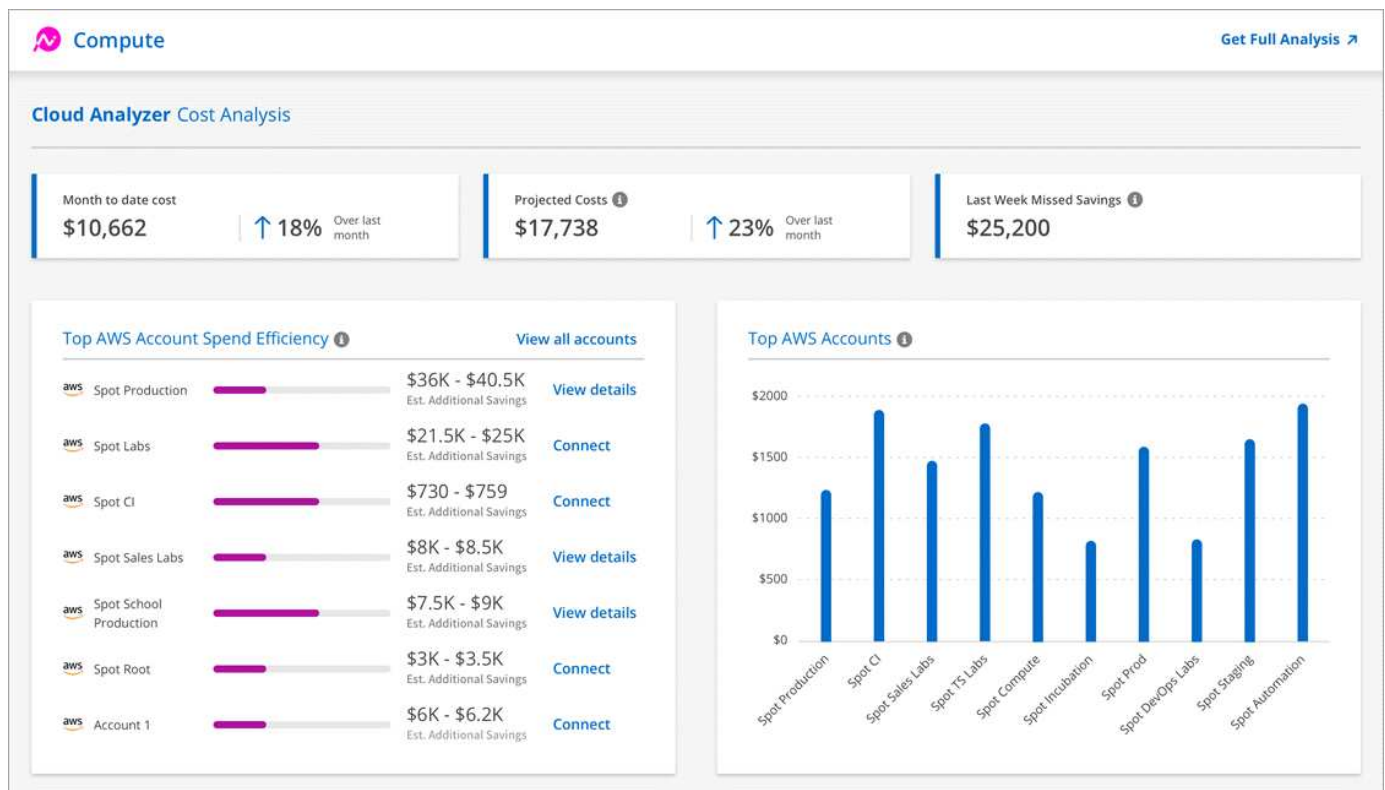 Compute
Get Full Analysis ↗
Cloud Analyzer Cost Analysis
Month to date cost
$10,662
↑ 18%
Over last
month
Projected Costs
$17,738
↑ 23%
Over last
month
Last Week Missed Savings
$25,200
Top AWS Account Spend Efficiency
View all accounts
aws Spot Production
$36K - $40.5K
Est. Additional Savings
View details
aws Spot Labs
$21.5K - $25K
Est. Additional Savings
Connect
aws Spot CI
$730 - $759
Est. Additional Savings
Connect
aws Spot Sales Labs
$8K - $8.5K
Est. Additional Savings
View details
aws Spot School
Production
$7.5K - $9K
Est. Additional Savings
View details
aws Spot Root
$3K - $3.5K
Est. Additional Savings
Connect
aws Account 1
$6K - $6.2K
Est. Additional Savings
Connect
Top AWS Accounts
$2000
$1500
$1000
$500
$0
Spot Production
Spot CI
Spot Sales Labs
Spot TS Labs
Spot Compute
Spot Incubation
Spot Prod
Spot DevOps Labs
Spot Staging
Spot Automation